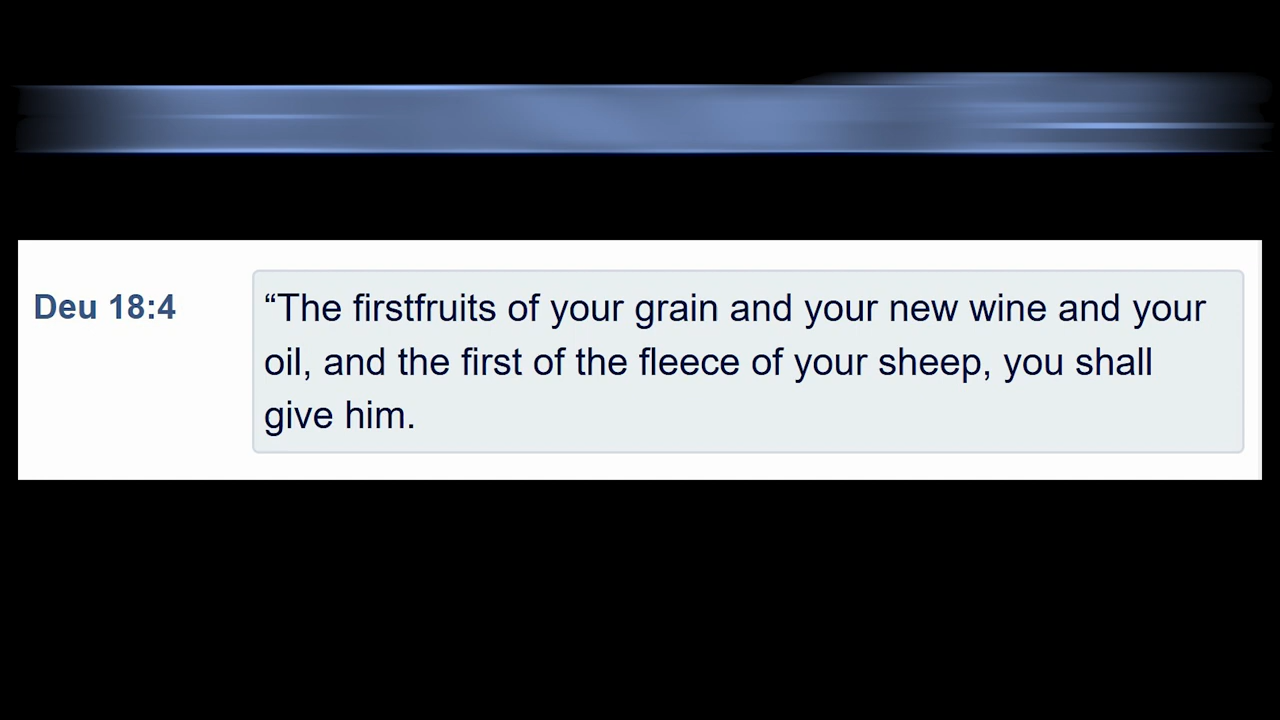 Deu 18:4
“The firstfruits of your grain and your new wine and your
oil, and the first of the fleece of your sheep, you shall
give him.